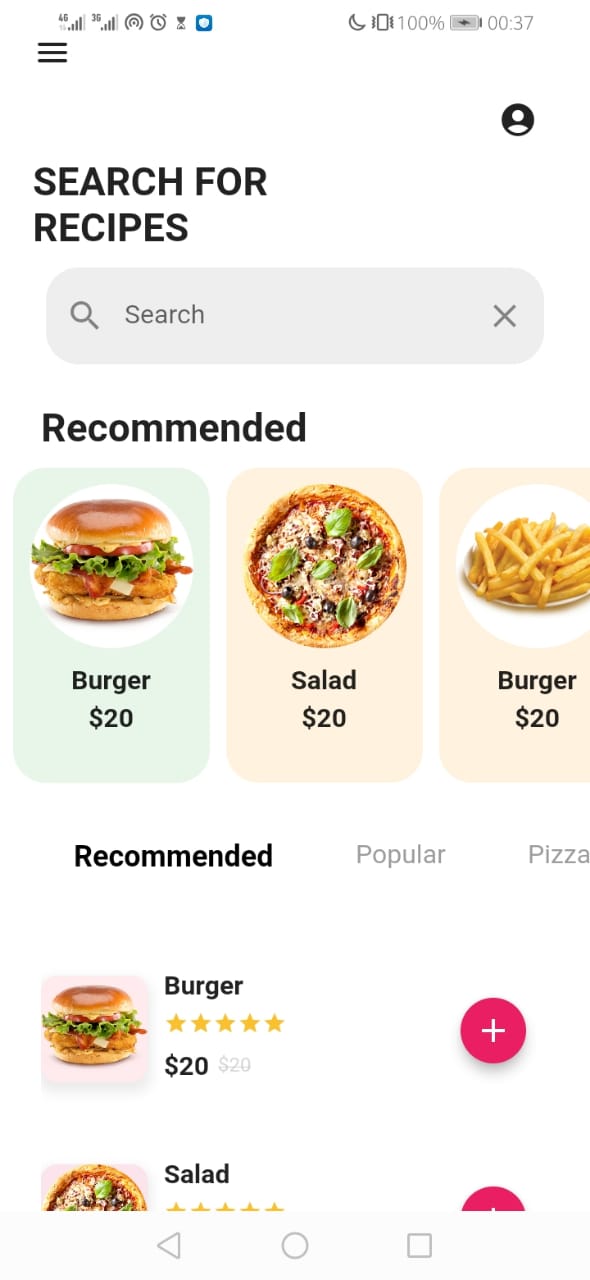 4G 3G 100% 00:37
SEARCH FOR
RECIPES
Search
Recommended
Burger Salad Burger
$20 $20 $20
Recommended Popular Pizza
Burger
$20 $20
Salad